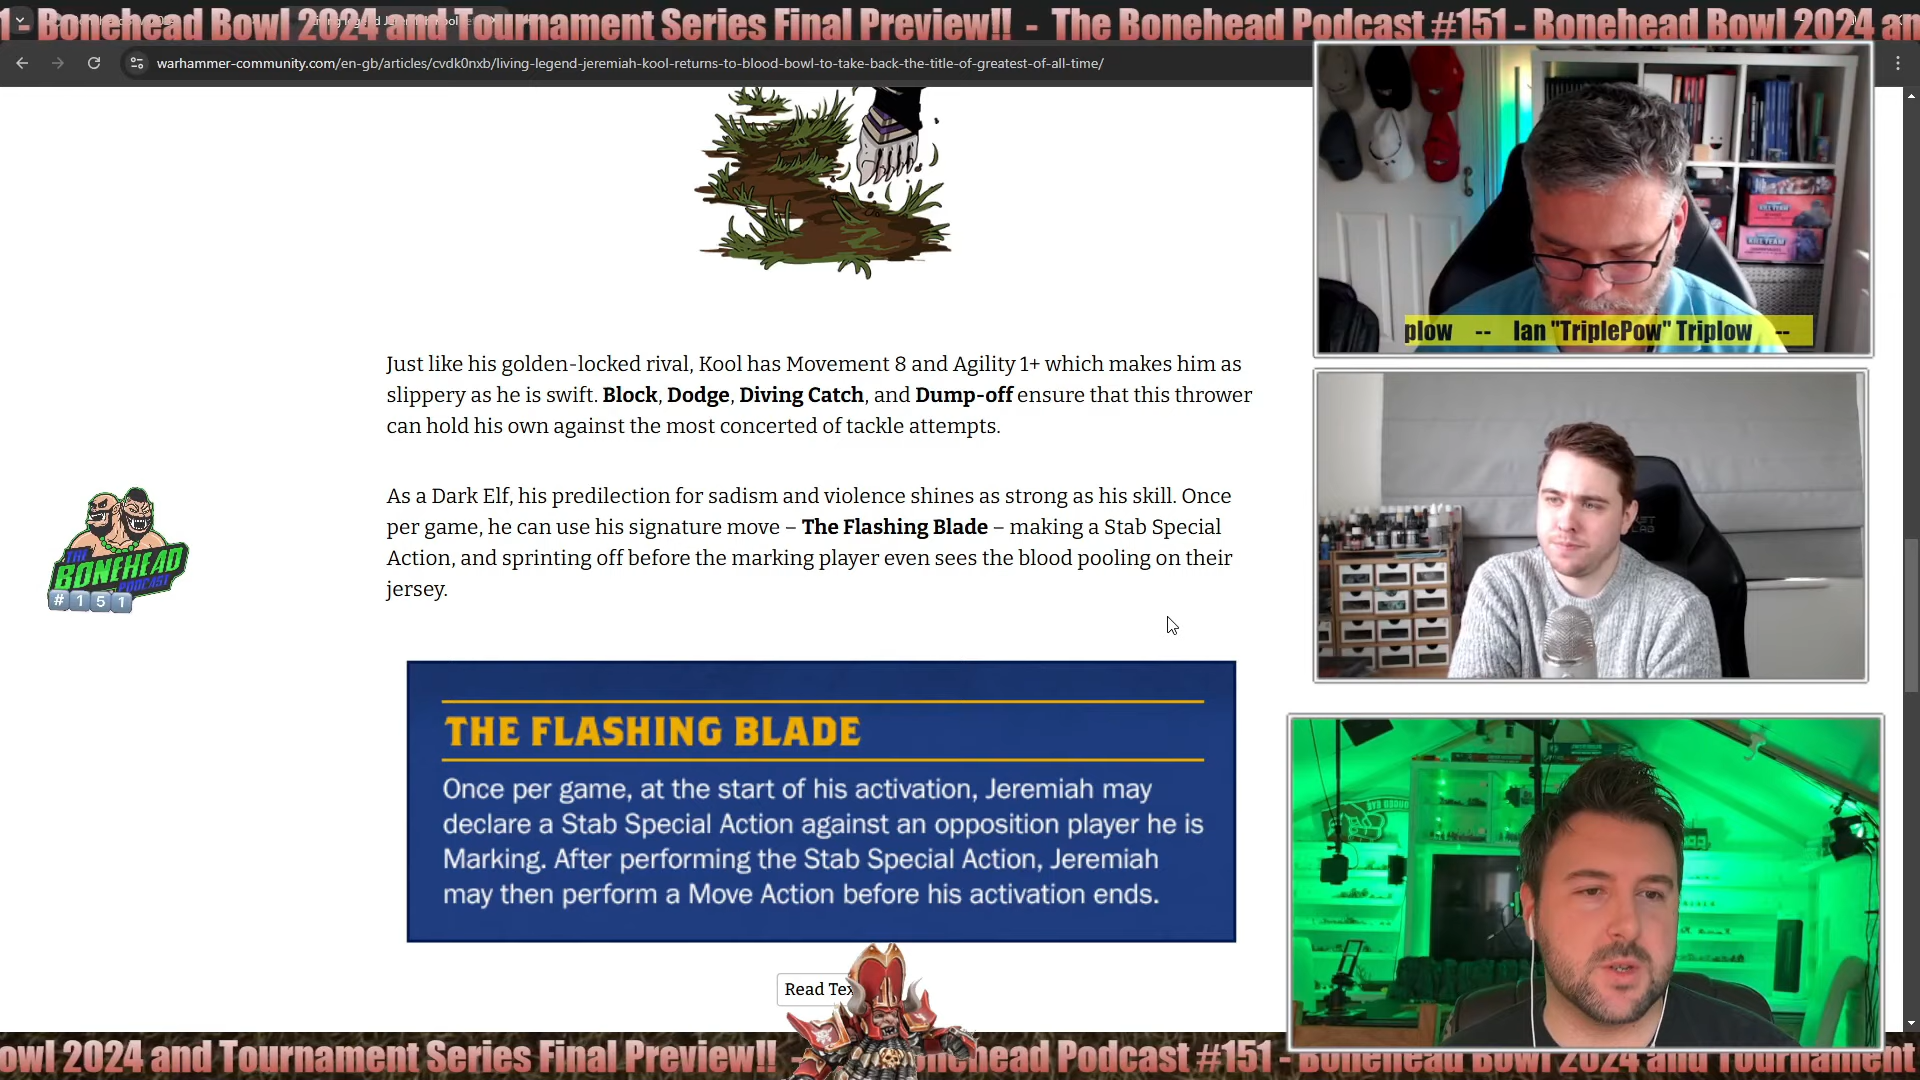 1 - Bonehead Bowl 2024 and Tournament Series Final Preview!! - The Bonehead Podcast #151 - Bonehead Bowl 2024 an
warhammer-community.com/en-gb/articles/cvdk0nxb/living-legend-jeremiah-kool-returns-to-blood-bowl-to-take-back-the-title-of-greatest-of-all-time/
plow -- Ian "TriplePow" Triplow --
Just like his golden-locked rival, Kool has Movement 8 and Agility 1+ which makes him as
slippery as he is swift. Block, Dodge, Diving Catch, and Dump-off ensure that this thrower
can hold his own against the most concerted of tackle attempts.
As a Dark Elf, his predilection for sadism and violence shines as strong as his skill. Once
per game, he can use his signature move – The Flashing Blade – making a Stab Special
Action, and sprinting off before the marking player even sees the blood pooling on their
jersey.
THE
BONEHEAD
PODCAST
#151
THE FLASHING BLADE
Once per game, at the start of his activation, Jeremiah may
declare a Stab Special Action against an opposition player he is
Marking. After performing the Stab Special Action, Jeremiah
may then perform a Move Action before his activation ends.
Read Tex
owl 2024 and Tournament Series Final Preview!! - nehead Podcast #151 - Bonehead Bowl 2024 and Tournament